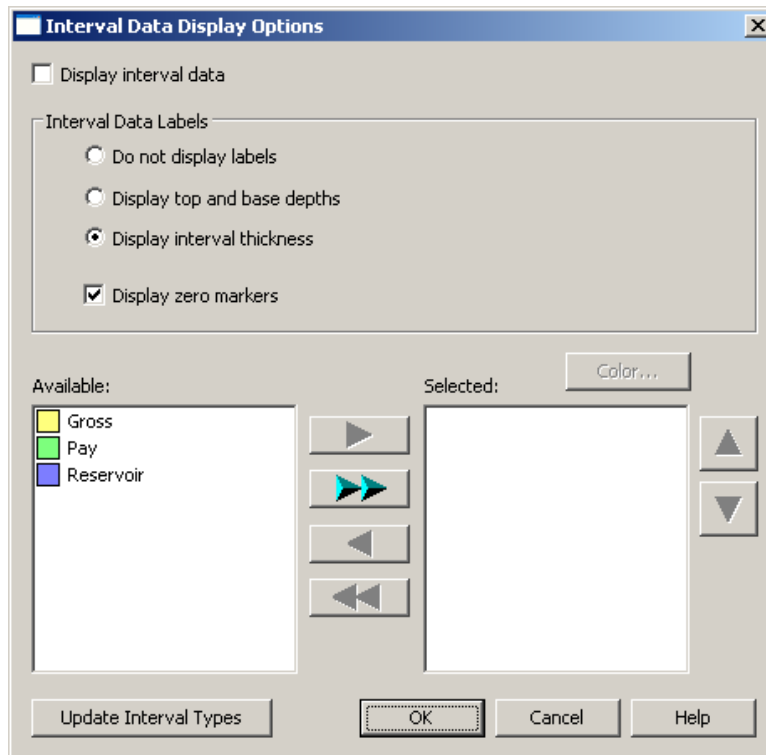 Interval Data Display Options
Display interval data
Interval Data Labels
Do not display labels
Display top and base depths
Display interval thickness
Display zero markers
Color...
Available:
Selected:
Gross
Pay
Reservoir
Update Interval Types
OK
Cancel
Help